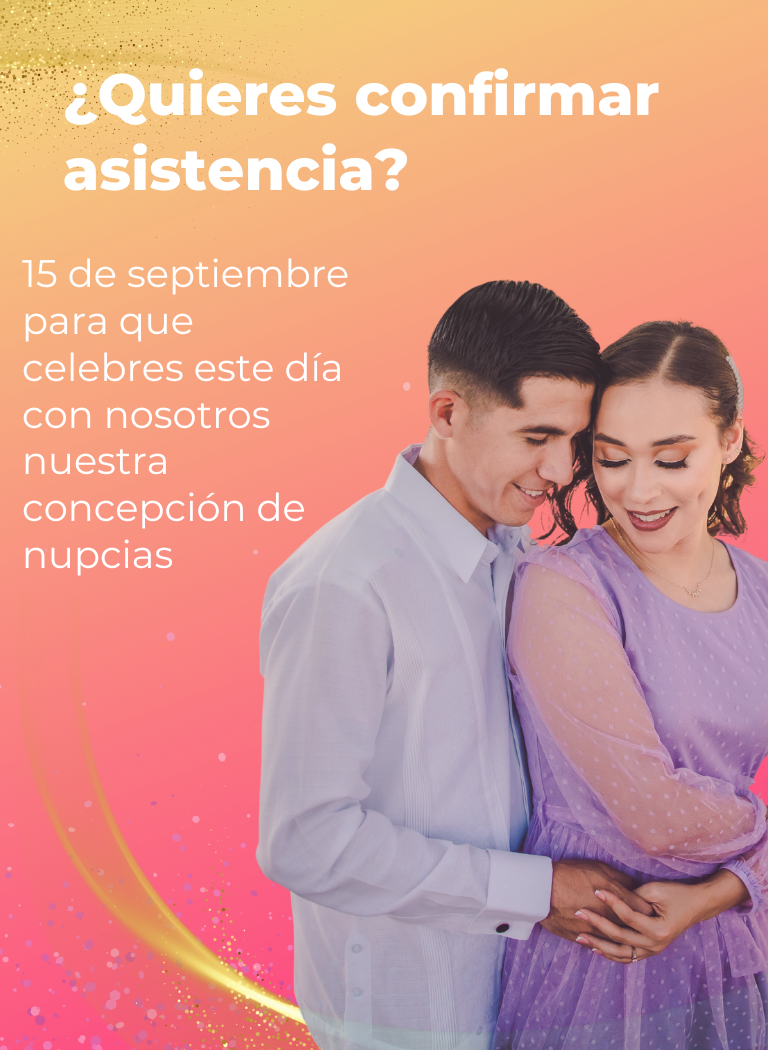 ¿Quieres confirmar
asistencia?
15 de septiembre
para que
celebres este día
con nosotros
nuestra
concepción de
nupcias